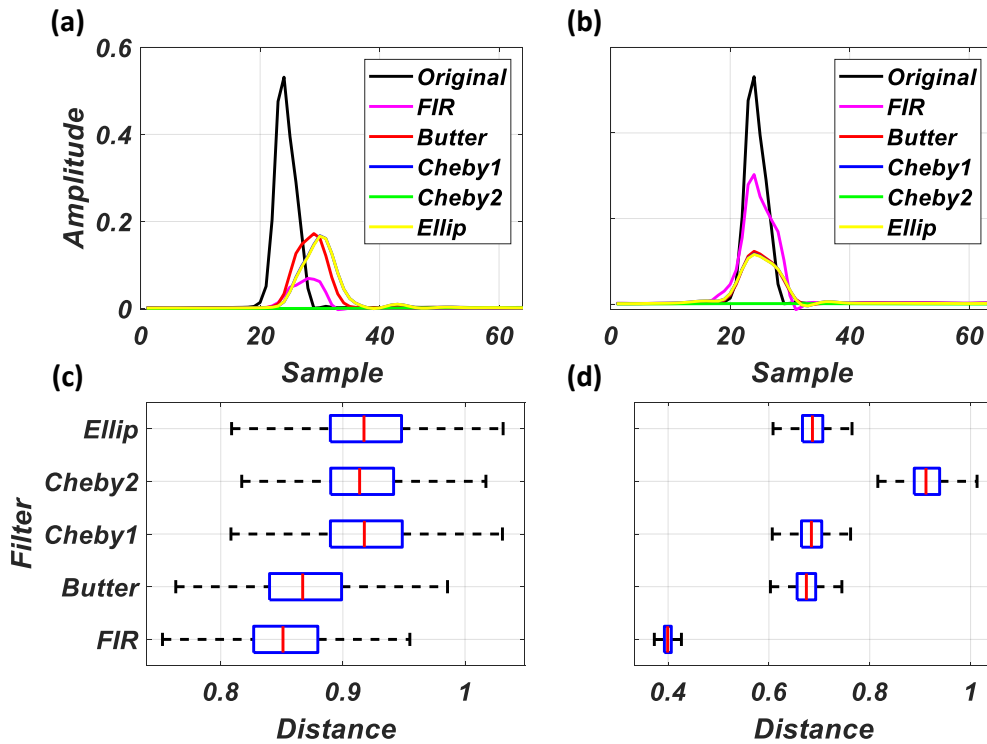 (a)
0.6
0.4
0.2
0
Amplitude
Original
FIR
Butter
Cheby1
Cheby2
Ellip
0 20 40 60
Sample
(b)
Original
FIR
Butter
Cheby1
Cheby2
Ellip
0 20 40 60
Sample
(c)
Filter
Ellip
Cheby2
Cheby1
Butter
FIR
0.8 0.9 1
Distance
(d)
0.4 0.6 0.8 1
Distance